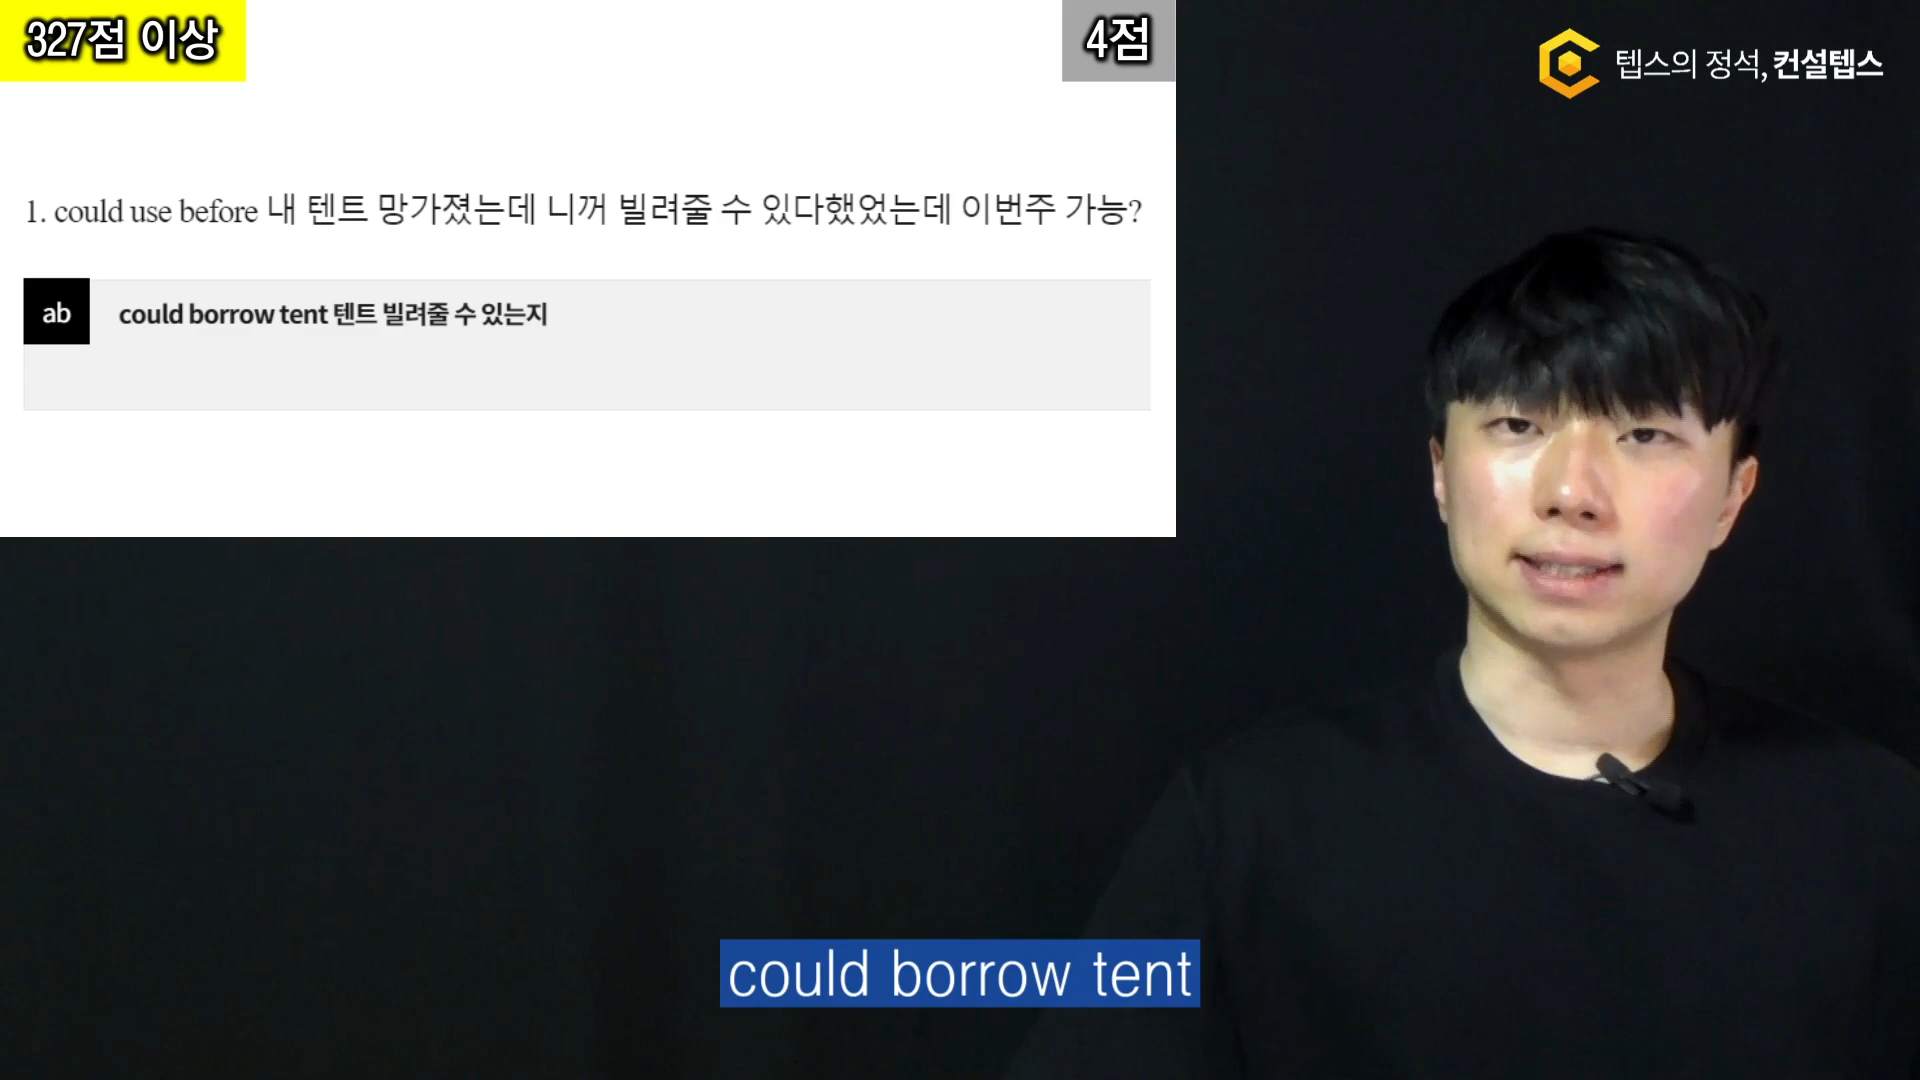 327점 이상
4점
텝스의 정석, 컨설텝스
1. could use before 내 텐트 망가졌는데 니꺼 빌려줄 수 있다했었는데 이번주 가능?
ab
could borrow tent 텐트 빌려줄 수 있는지
could borrow tent